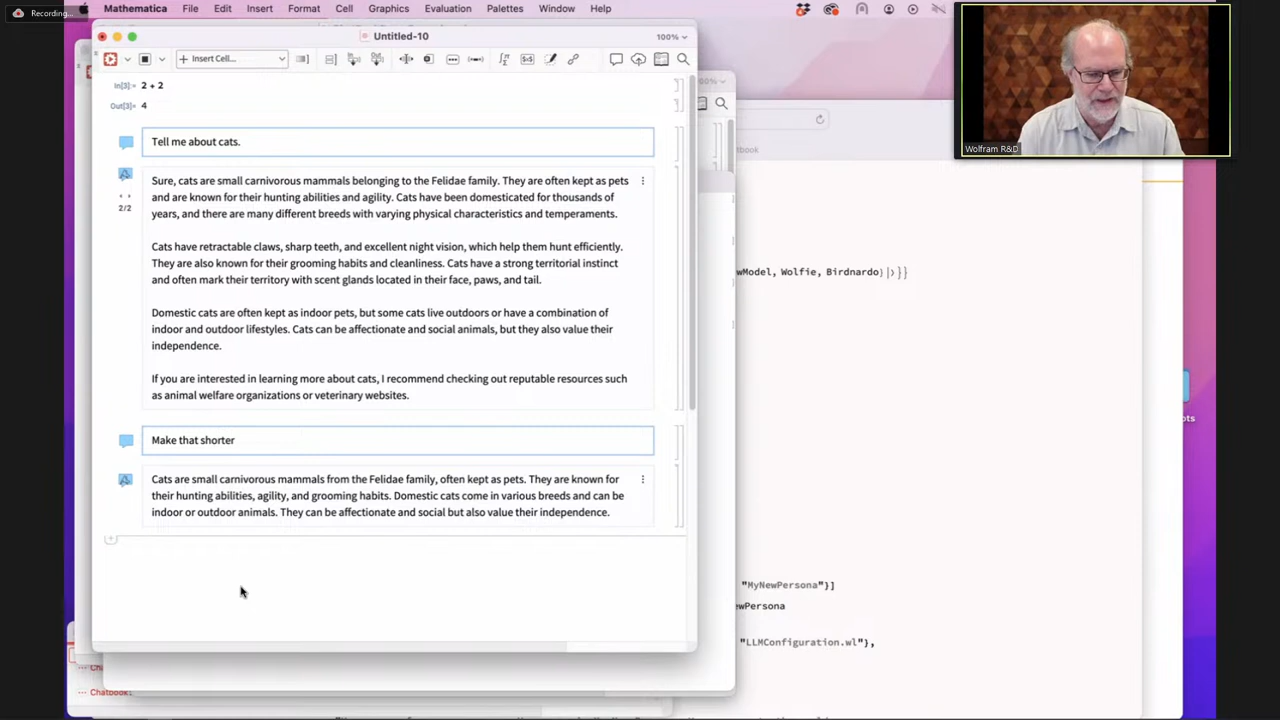 Recording...
Mathematica File Edit Insert Format Cell Graphics Evaluation Palettes Window Help
Untitled-10
100%
Insert Cell...
In[3]:= 2 + 2
Out[3]= 4
Tell me about cats.
Sure, cats are small carnivorous mammals belonging to the Felidae family. They are often kept as pets
and are known for their hunting abilities and agility. Cats have been domesticated for thousands of
years, and there are many different breeds with varying physical characteristics and temperaments.
2/2
Cats have retractable claws, sharp teeth, and excellent night vision, which help them hunt efficiently.
They are also known for their grooming habits and cleanliness. Cats have a strong territorial instinct
and often mark their territory with scent glands located in their face, paws, and tail.
Domestic cats are often kept as indoor pets, but some cats live outdoors or have a combination of
indoor and outdoor lifestyles. Cats can be affectionate and social animals, but they also value their
independence.
If you are interested in learning more about cats, I recommend checking out reputable resources such
as animal welfare organizations or veterinary websites.
Make that shorter
Cats are small carnivorous mammals from the Felidae family, often kept as pets. They are known for
their hunting abilities, agility, and grooming habits. Domestic cats come in various breeds and can be
indoor or outdoor animals. They can be affectionate and social but also value their independence.
Wolfram R&D
book
wModel, Wolfie, Birdnardo) |>}}
"MyNewPersona"}]
ewPersona
"LLMConfiguration.wl"},
ots
... Cha
... Chatbook